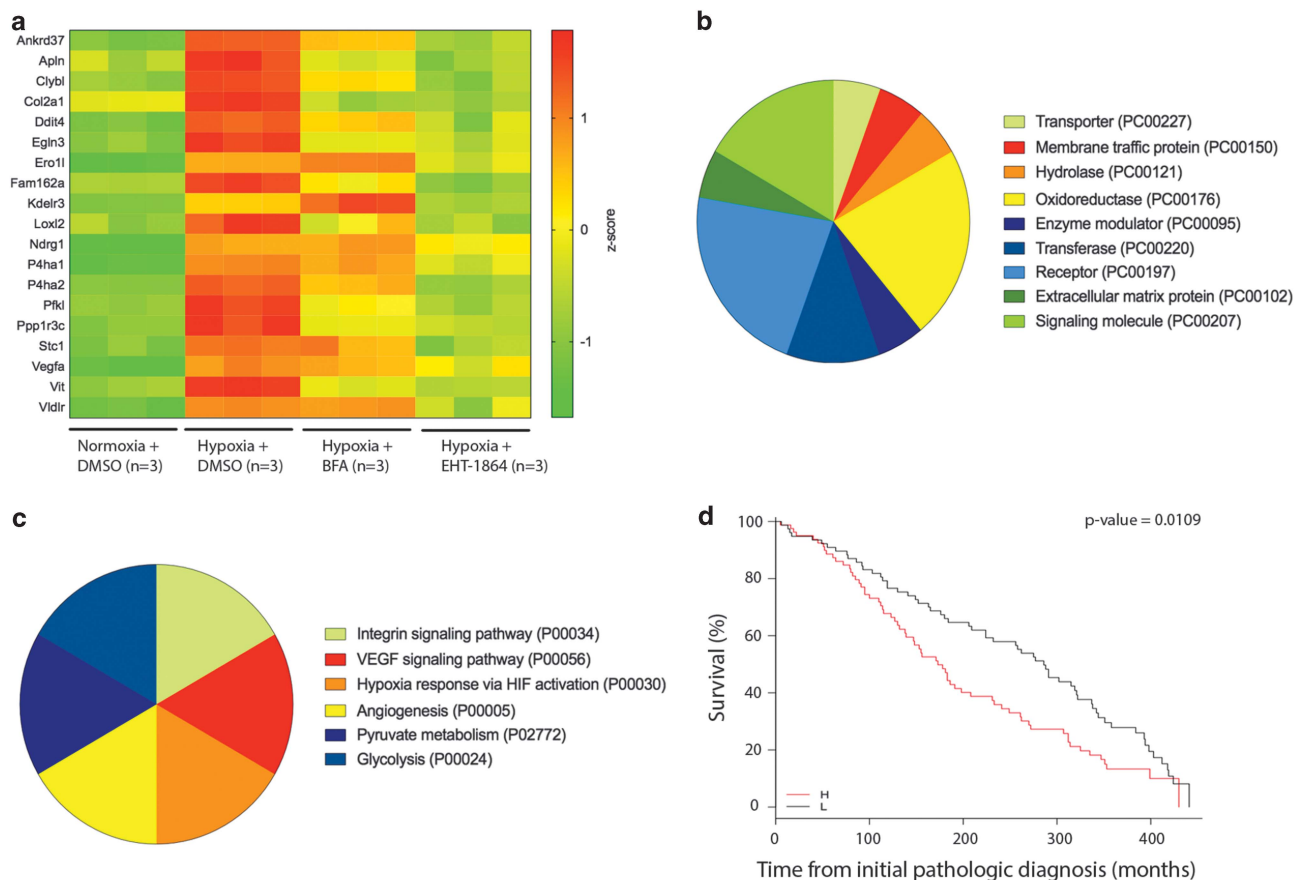 a
Ankrd37
Apln
Clybl
Col2a1
Ddit4
Egln3
Ero1l
Fam162a
Kdelr3
Loxl2
Ndrg1
P4ha1
P4ha2
Pfkl
Ppp1r3c
Stc1
Vegfa
Vit
Vldlr
Normoxia +
DMSO (n=3)
Hypoxia +
DMSO (n=3)
Hypoxia +
BFA (n=3)
Hypoxia +
EHT-1864 (n=3)
1
0
-1
z-score
b
Transporter (PC00227)
Membrane traffic protein (PC00150)
Hydrolase (PC00121)
Oxidoreductase (PC00176)
Enzyme modulator (PC00095)
Transferase (PC00220)
Receptor (PC00197)
Extracellular matrix protein (PC00102)
Signaling molecule (PC00207)
c
Integrin signaling pathway (P00034)
VEGF signaling pathway (P00056)
Hypoxia response via HIF activation (P00030)
Angiogenesis (P00005)
Pyruvate metabolism (P02772)
Glycolysis (P00024)
d
p-value = 0.0109
Survival (%)
100
80
60
40
20
0
H
L
0 100 200 300 400
Time from initial pathologic diagnosis (months)